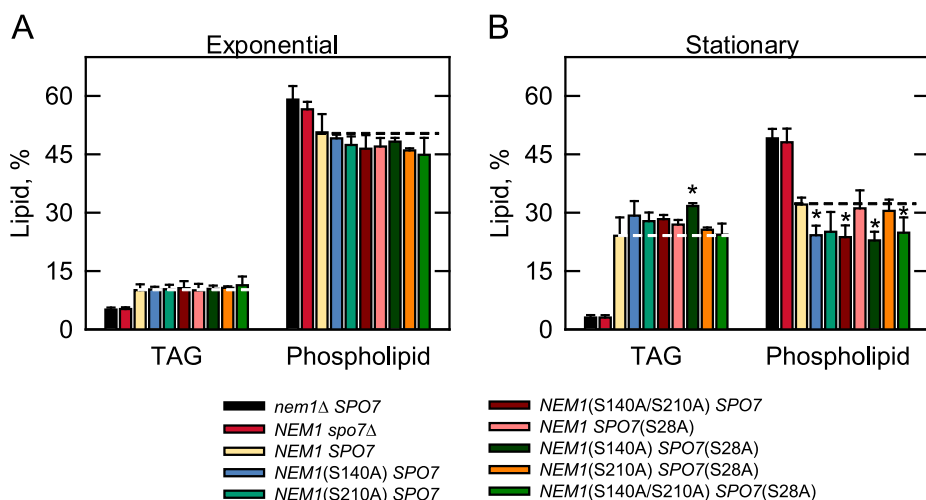 A
Exponential
60
45
30
15
0
Lipid, %
TAG
Phospholipid
B
Stationary
60
45
30
15
0
Lipid, %
*
*
*
*
*
TAG
Phospholipid
nem1Δ SPO7
NEM1 spo7Δ
NEM1 SPO7
NEM1(S140A) SPO7
NEM1(S210A) SPO7
NEM1(S140A/S210A) SPO7
NEM1 SPO7(S28A)
NEM1(S140A) SPO7(S28A)
NEM1(S210A) SPO7(S28A)
NEM1(S140A/S210A) SPO7(S28A)